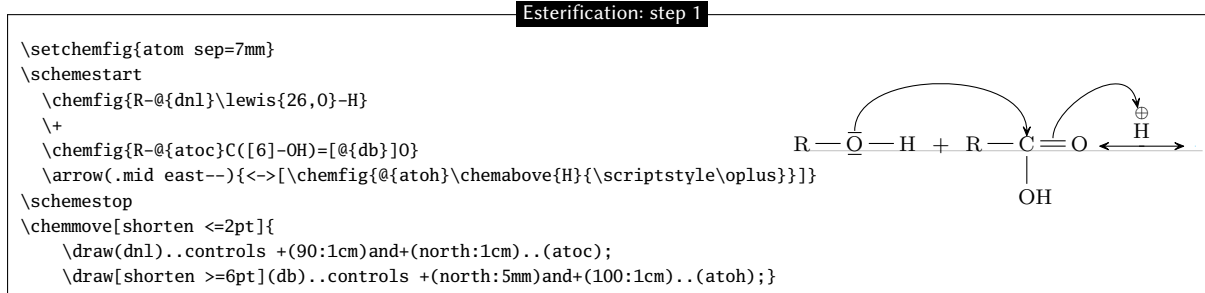 Esterification: step 1
\setchemfig{atom sep=7mm}
\schemestart
\chemfig{R-@{dnl}\lewis{26,O}-H}
\+
\chemfig{R-@{atoc}C([6]-OH)=[@{db}]O}
\arrow(.mid east--){<->[\chemfig{@{atoh}\chemabove{H}{\scriptstyle\oplus}}]}
\schemestop
\chemmove[shorten <=2pt]{
\draw(dnl)..controls +(90:1cm)and+(north:1cm)..(atoc);
\draw[shorten >=6pt](db)..controls +(north:5mm)and+(100:1cm)..(atoh);}
⊕
H
R O H + R C O
OH